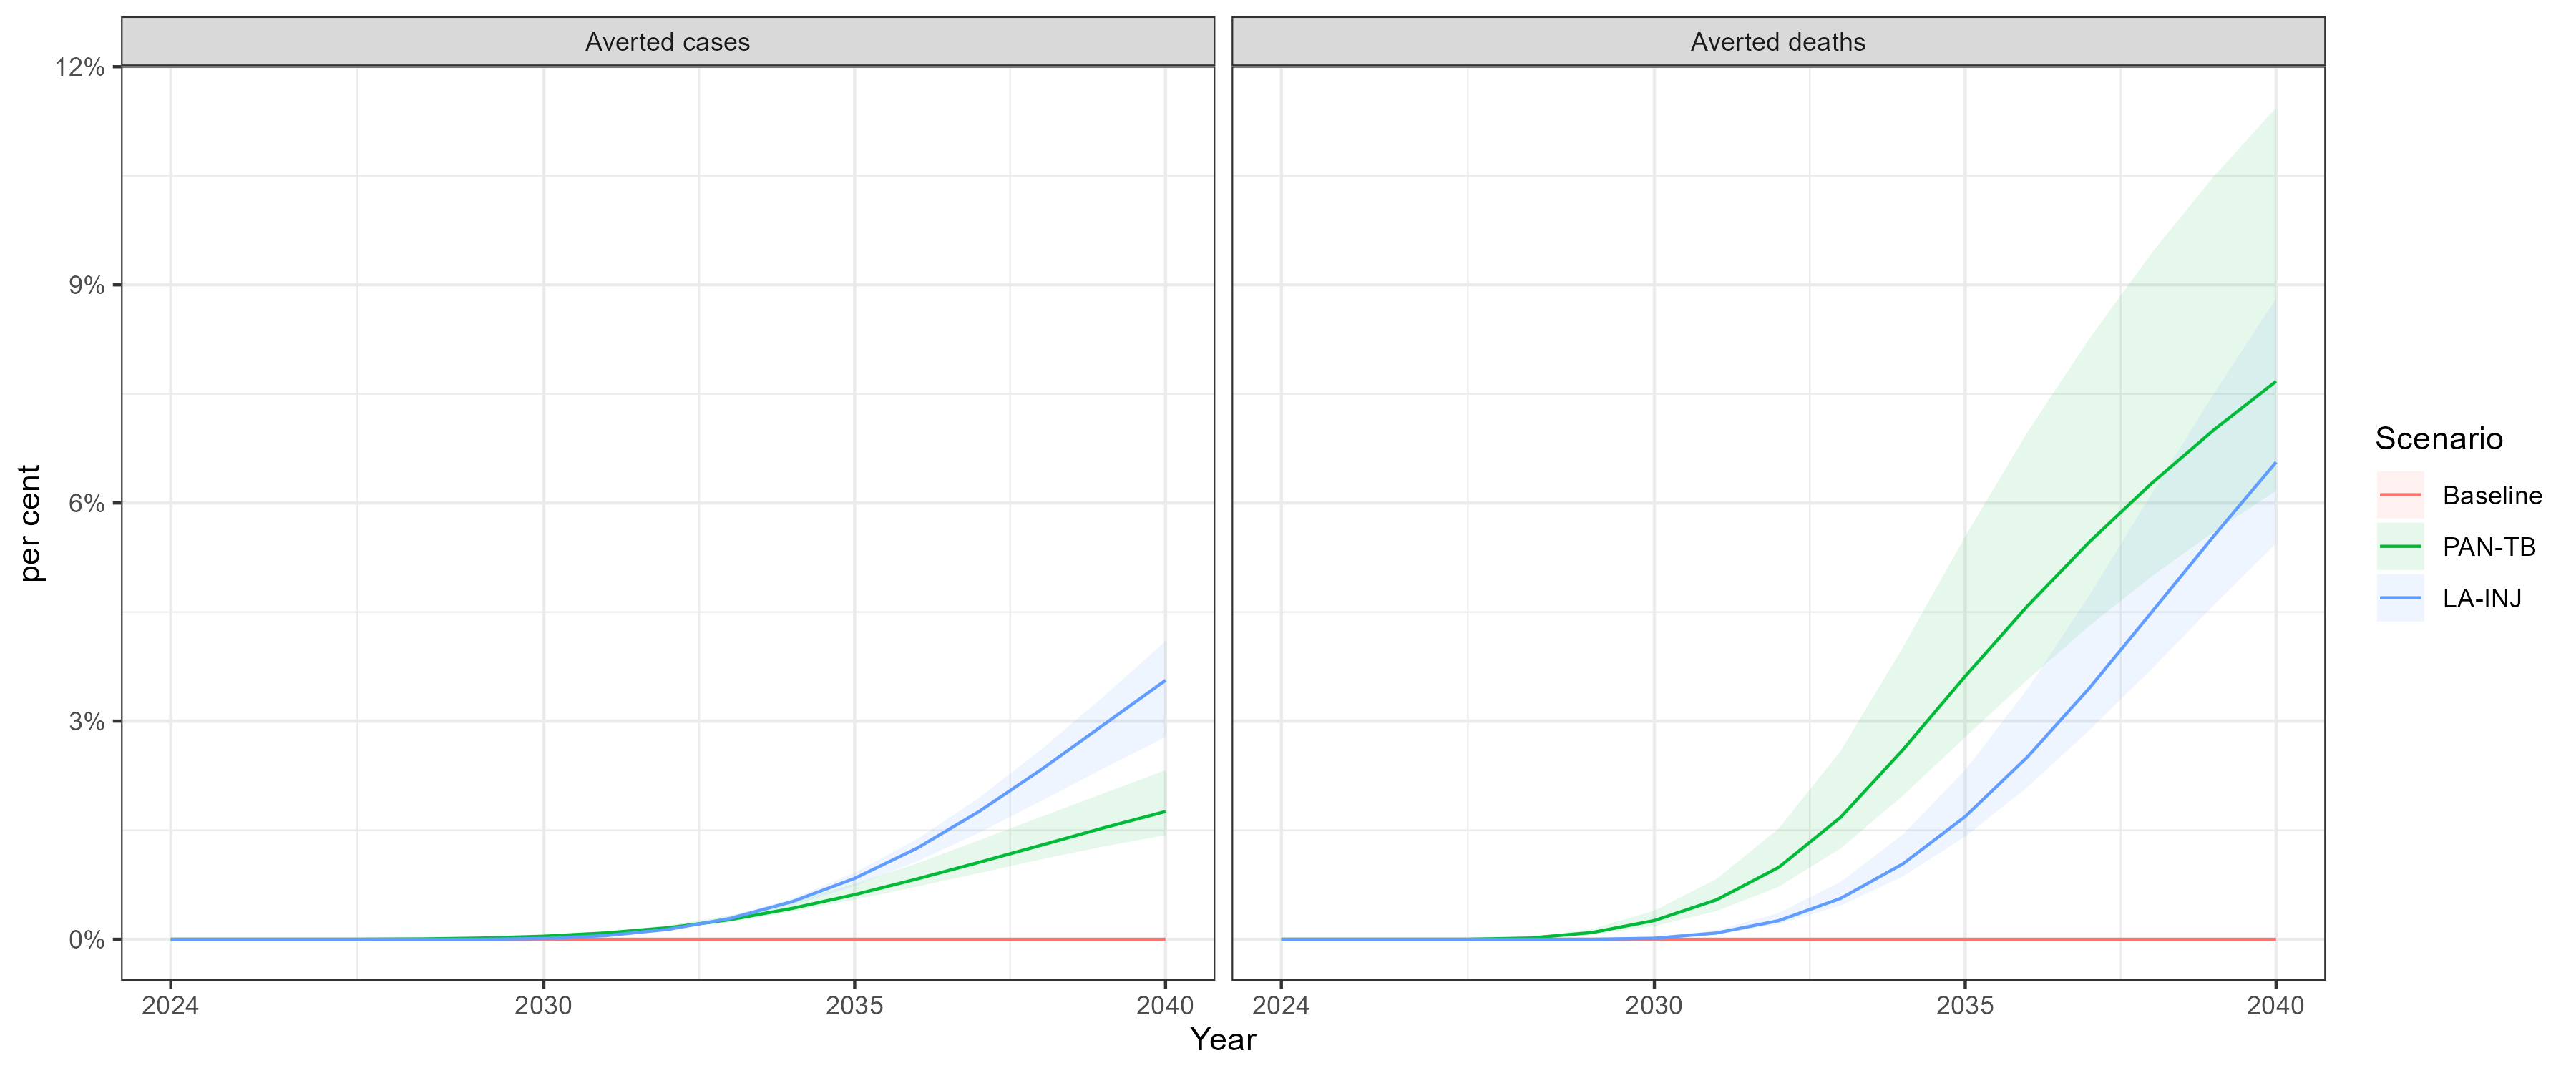 Averted cases
Averted deaths
12%
9%
6%
3%
0%
per cent
2024
2030
2035
2040
2024
2030
2035
2040
Year
Scenario
Baseline
PAN-TB
LA-INJ